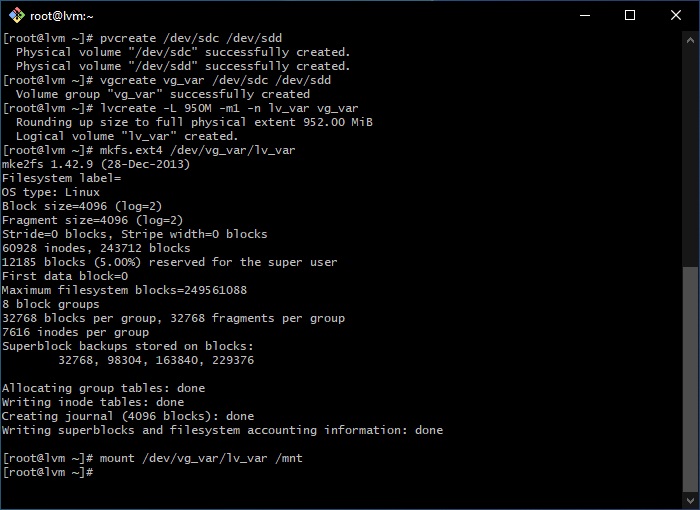 root@lvm:~
[root@lvm ~]# pvcreate /dev/sdc /dev/sdd
  Physical volume "/dev/sdc" successfully created.
  Physical volume "/dev/sdd" successfully created.
[root@lvm ~]# vgcreate vg_var /dev/sdc /dev/sdd
  Volume group "vg_var" successfully created
[root@lvm ~]# lvcreate -L 950M -m1 -n lv_var vg_var
  Rounding up size to full physical extent 952.00 MiB
  Logical volume "lv_var" created.
[root@lvm ~]# mkfs.ext4 /dev/vg_var/lv_var
mke2fs 1.42.9 (28-Dec-2013)
Filesystem label=
OS type: Linux
Block size=4096 (log=2)
Fragment size=4096 (log=2)
Stride=0 blocks, Stripe width=0 blocks
60928 inodes, 243712 blocks
12185 blocks (5.00%) reserved for the super user
First data block=0
Maximum filesystem blocks=249561088
8 block groups
32768 blocks per group, 32768 fragments per group
7616 inodes per group
Superblock backups stored on blocks:
        32768, 98304, 163840, 229376

Allocating group tables: done
Writing inode tables: done
Creating journal (4096 blocks): done
Writing superblocks and filesystem accounting information: done

[root@lvm ~]# mount /dev/vg_var/lv_var /mnt
[root@lvm ~]#